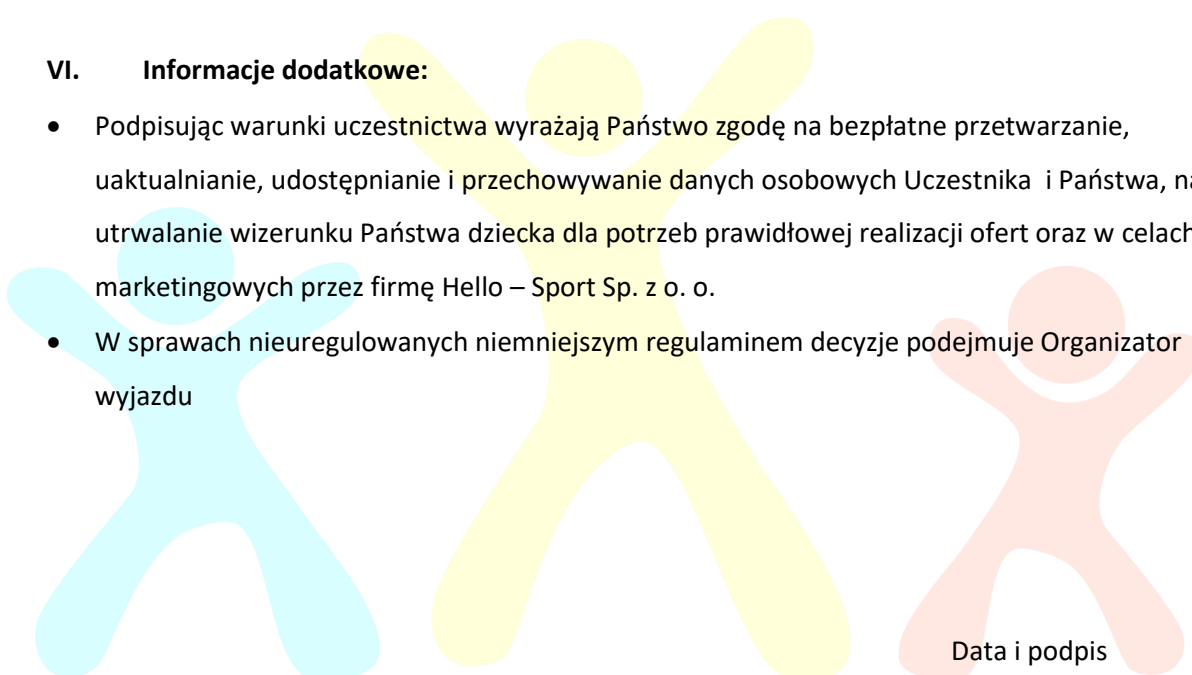 VI. Informacje dodatkowe:
• Podpisując warunki uczestnictwa wyrażają Państwo zgodę na bezpłatne przetwarzanie,
uaktualnianie, udostępnianie i przechowywanie danych osobowych Uczestnika i Państwa, na
utrwalanie wizerunku Państwa dziecka dla potrzeb prawidłowej realizacji ofert oraz w celach
marketingowych przez firmę Hello – Sport Sp. z o. o.
• W sprawach nieuregulowanych niemniejszym regulaminem decyzje podejmuje Organizator
wyjazdu
Data i podpis